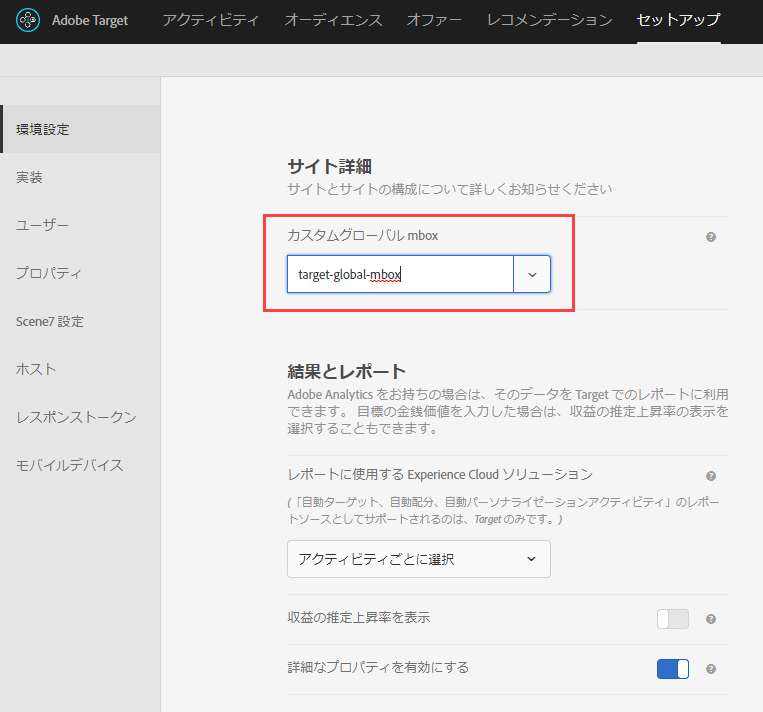 Adobe Target
アクティビティ
オーディエンス
オファー
レコメンデーション
セットアップ
環境設定
実装
ユーザー
プロパティ
Scene7 設定
ホスト
レスポンストークン
モバイルデバイス
サイト詳細
サイトとサイトの構成について詳しくお知らせください
カスタムグローバル mbox
?
target-global-mbox
結果とレポート
Adobe Analytics をお持ちの場合は、そのデータを Target でのレポートに利用
できます。 目標の金銭価値を入力した場合は、収益の推定上昇率の表示を
選択することもできます。
レポートに使用する Experience Cloud ソリューション
?
(「自動ターゲット、自動配分、自動パーソナライゼーションアクティビティ」のレポー
トソースとしてサポートされるのは、Target のみです。)
アクティビティごとに選択
収益の推定上昇率を表示
?
詳細なプロパティを有効にする
?